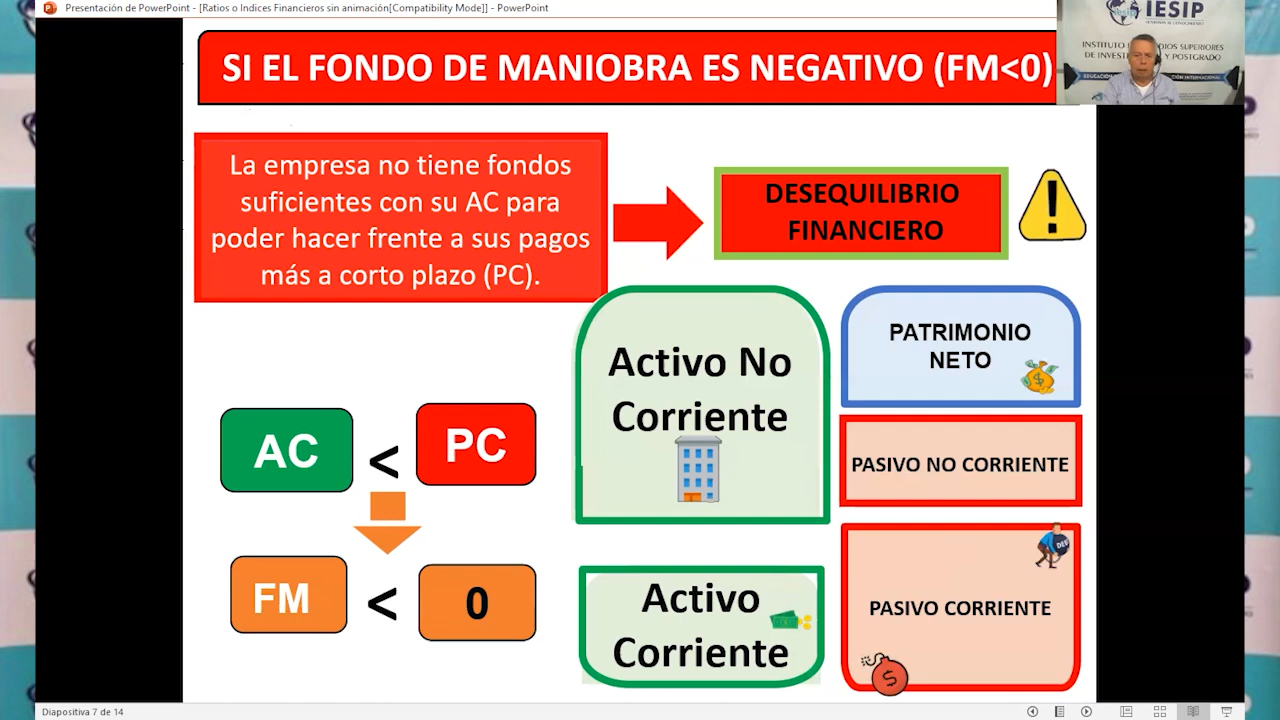 Presentación de PowerPoint - [Ratios o Indices Financieros sin animación[Compatibility Mode]] - PowerPoint
IESIP
SI EL FONDO DE MANIOBRA ES NEGATIVO (FM<0)
La empresa no tiene fondos
suficientes con su AC para
poder hacer frente a sus pagos
más a corto plazo (PC).
DESEQUILIBRIO
FINANCIERO
Activo No
Corriente
PATRIMONIO
NETO
PASIVO NO CORRIENTE
AC
<
PC
FM
<
0
Activo
Corriente
PASIVO CORRIENTE
Diapositiva 7 de 14